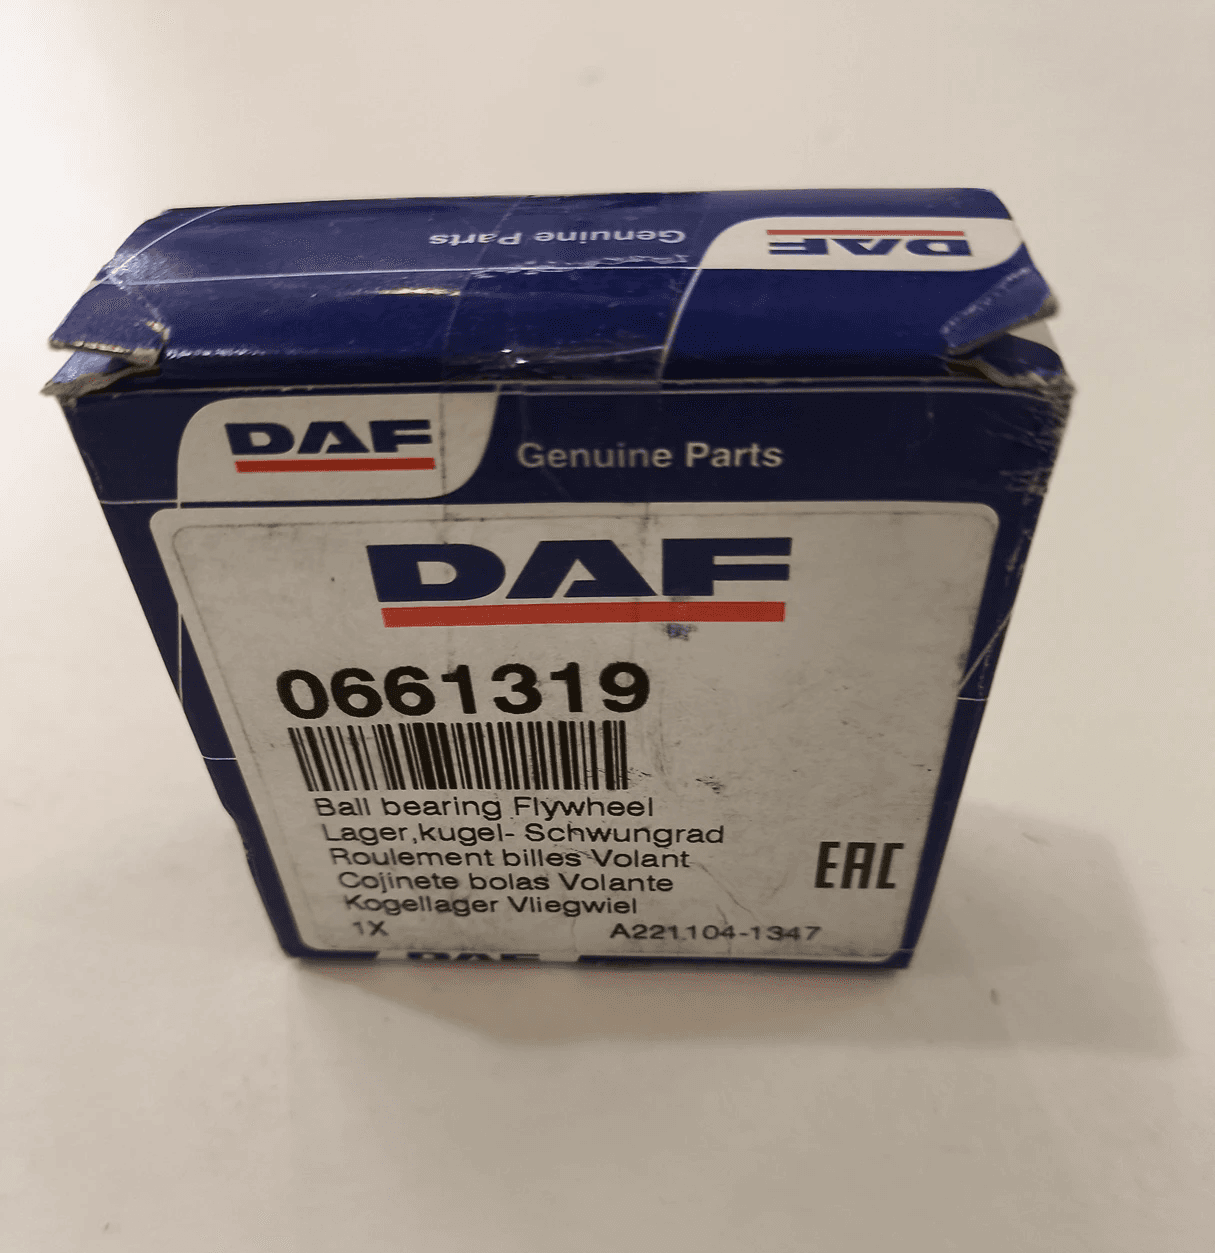 Genuine Parts
DAF
DAF
Genuine Parts
DAF
0661319
Ball bearing Flywheel
Lager,kugel- Schwungrad
Roulement billes Volant
Cojinete bolas Volante
Kogellager Vliegwiel
EAC
1X
A221104-1347
DAF